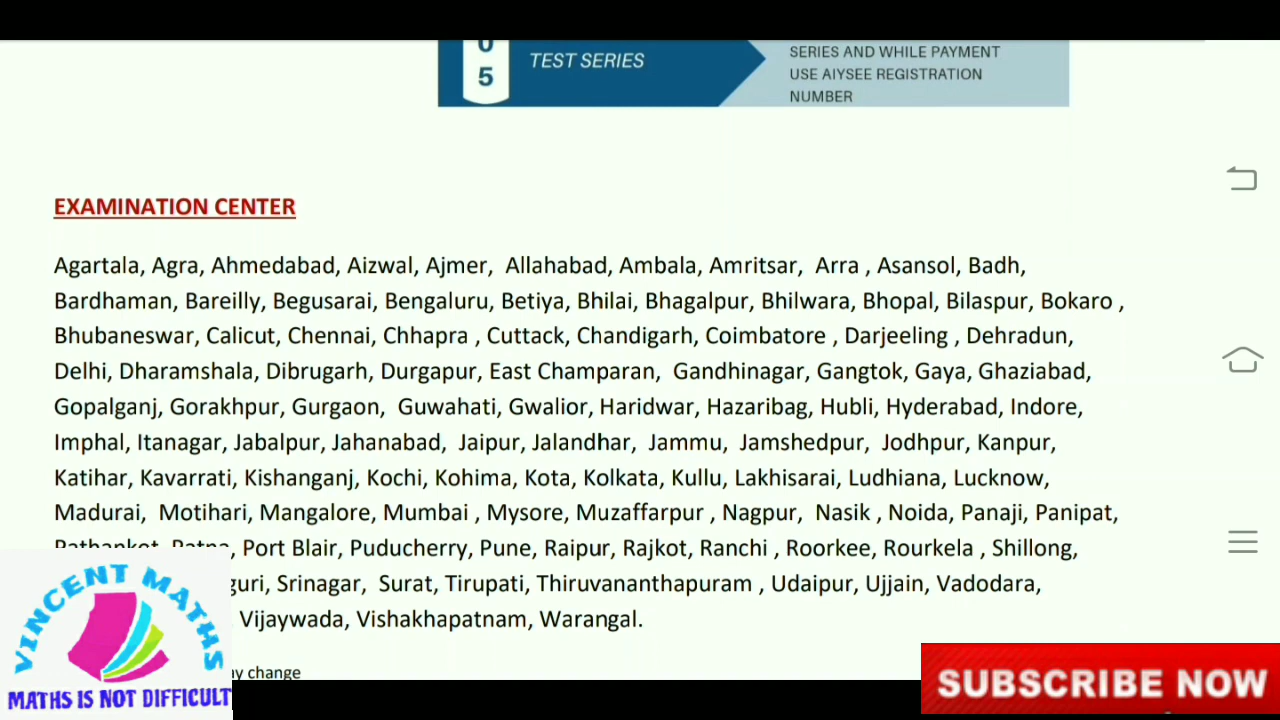 0
5
TEST SERIES
SERIES AND WHILE PAYMENT
USE AIYSEE REGISTRATION
NUMBER
EXAMINATION CENTER
Agartala, Agra, Ahmedabad, Aizwal, Ajmer, Allahabad, Ambala, Amritsar, Arra , Asansol, Badh,
Bardhaman, Bareilly, Begusarai, Bengaluru, Betiya, Bhilai, Bhagalpur, Bhilwara, Bhopal, Bilaspur, Bokaro ,
Bhubaneswar, Calicut, Chennai, Chhapra , Cuttack, Chandigarh, Coimbatore , Darjeeling , Dehradun,
Delhi, Dharamshala, Dibrugarh, Durgapur, East Champaran, Gandhinagar, Gangtok, Gaya, Ghaziabad,
Gopalganj, Gorakhpur, Gurgaon, Guwahati, Gwalior, Haridwar, Hazaribag, Hubli, Hyderabad, Indore,
Imphal, Itanagar, Jabalpur, Jahanabad, Jaipur, Jalandhar, Jammu, Jamshedpur, Jodhpur, Kanpur,
Katihar, Kavarrati, Kishanganj, Kochi, Kohima, Kota, Kolkata, Kullu, Lakhisarai, Ludhiana, Lucknow,
Madurai, Motihari, Mangalore, Mumbai , Mysore, Muzaffarpur , Nagpur, Nasik , Noida, Panaji, Panipat,
Pathankot, Patna, Port Blair, Puducherry, Pune, Raipur, Rajkot, Ranchi , Roorkee, Rourkela , Shillong,
guri, Srinagar, Surat, Tirupati, Thiruvananthapuram , Udaipur, Ujjain, Vadodara,
Vijaywada, Vishakhapatnam, Warangal.
change
VINCENT MATHS
MATHS IS NOT DIFFICULT
SUBSCRIBE NOW